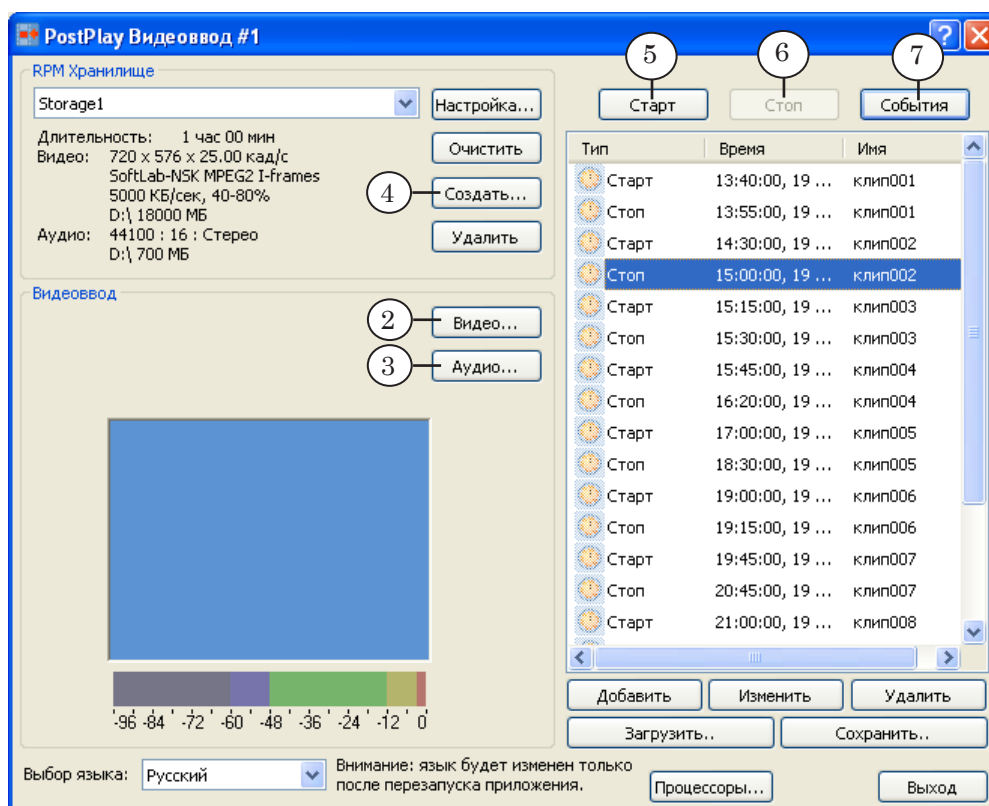 PostPlay Видеоввод #1
RPM Хранилище
Storage1
Настройка...
Длительность: 1 час 00 мин
Видео: 720 x 576 x 25.00 кад/с
SoftLab-NSK MPEG2 I-frames
5000 КБ/сек, 40-80%
D:\ 18000 МБ
Аудио: 44100 : 16 : Стерео
D:\ 700 МБ
Очистить
4
Создать...
Удалить
Видеоввод
2
Видео...
3
Аудио...
-96 -84 -72 -60 -48 -36 -24 -12 0
5 6 7
Старт Стоп События
Тип Время Имя
Старт 13:40:00, 19 ... клип001
Стоп 13:55:00, 19 ... клип001
Старт 14:30:00, 19 ... клип002
Стоп 15:00:00, 19 ... клип002
Старт 15:15:00, 19 ... клип003
Стоп 15:30:00, 19 ... клип003
Старт 15:45:00, 19 ... клип004
Стоп 16:20:00, 19 ... клип004
Старт 17:00:00, 19 ... клип005
Стоп 18:30:00, 19 ... клип005
Старт 19:00:00, 19 ... клип006
Стоп 19:15:00, 19 ... клип006
Старт 19:45:00, 19 ... клип007
Стоп 20:45:00, 19 ... клип007
Старт 21:00:00, 19 ... клип008
Добавить Изменить Удалить
Загрузить.. Сохранить..
Выбор языка: Русский
Внимание: язык будет изменен только
после перезапуска приложения.
Процессоры... Выход